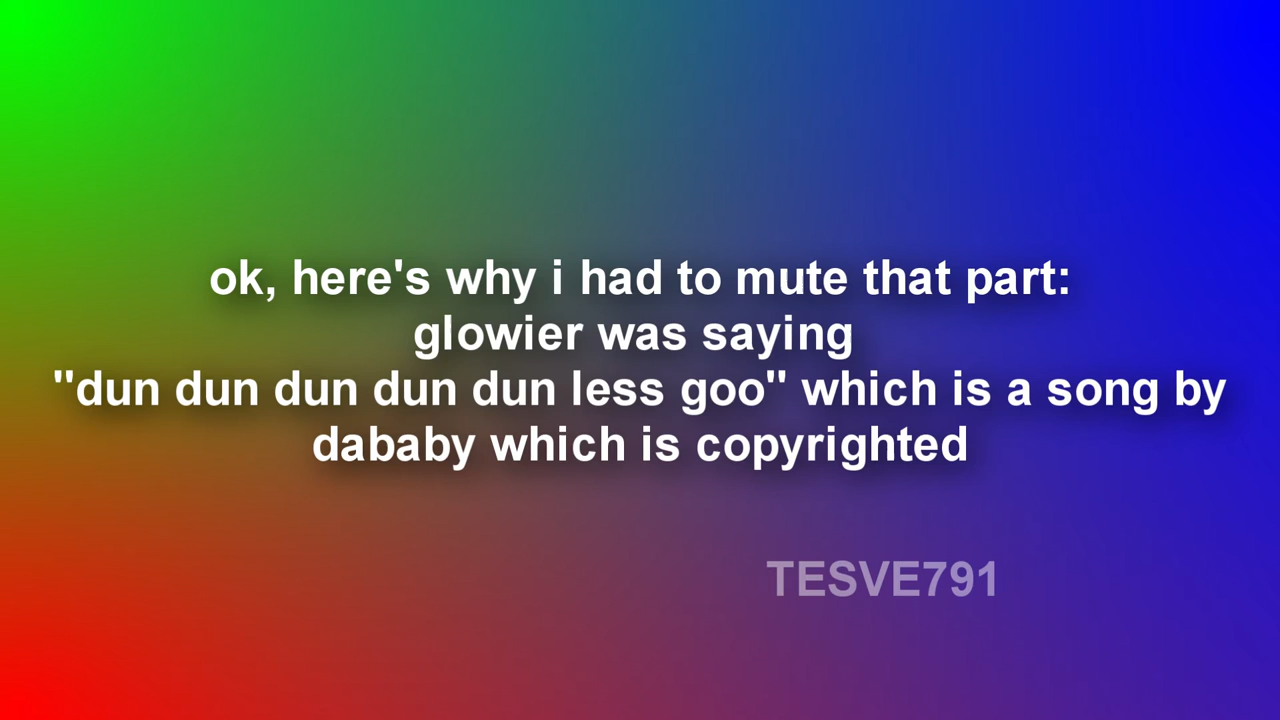 ok, here's why i had to mute that part:
glowier was saying
"dun dun dun dun dun less goo" which is a song by
dababy which is copyrighted
TESVE791